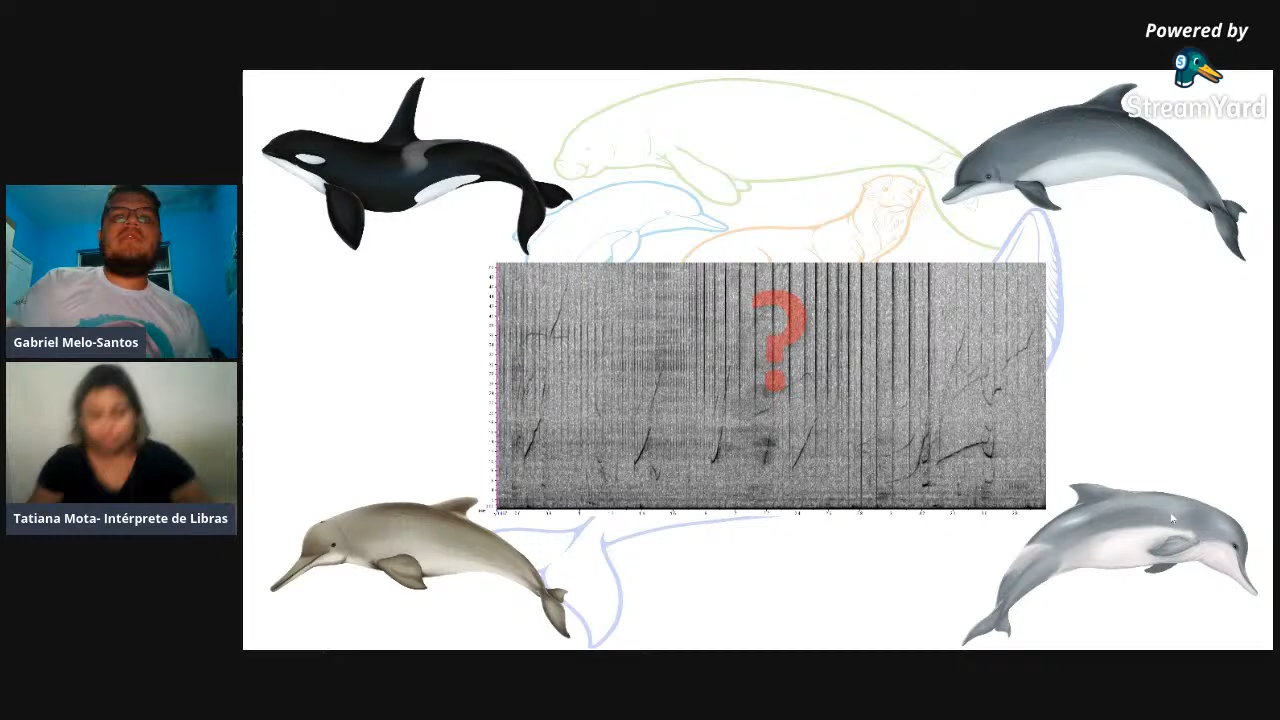 Powered by
StreamYard
Gabriel Melo-Santos
?
Tatiana Mota- Intérprete de Libras